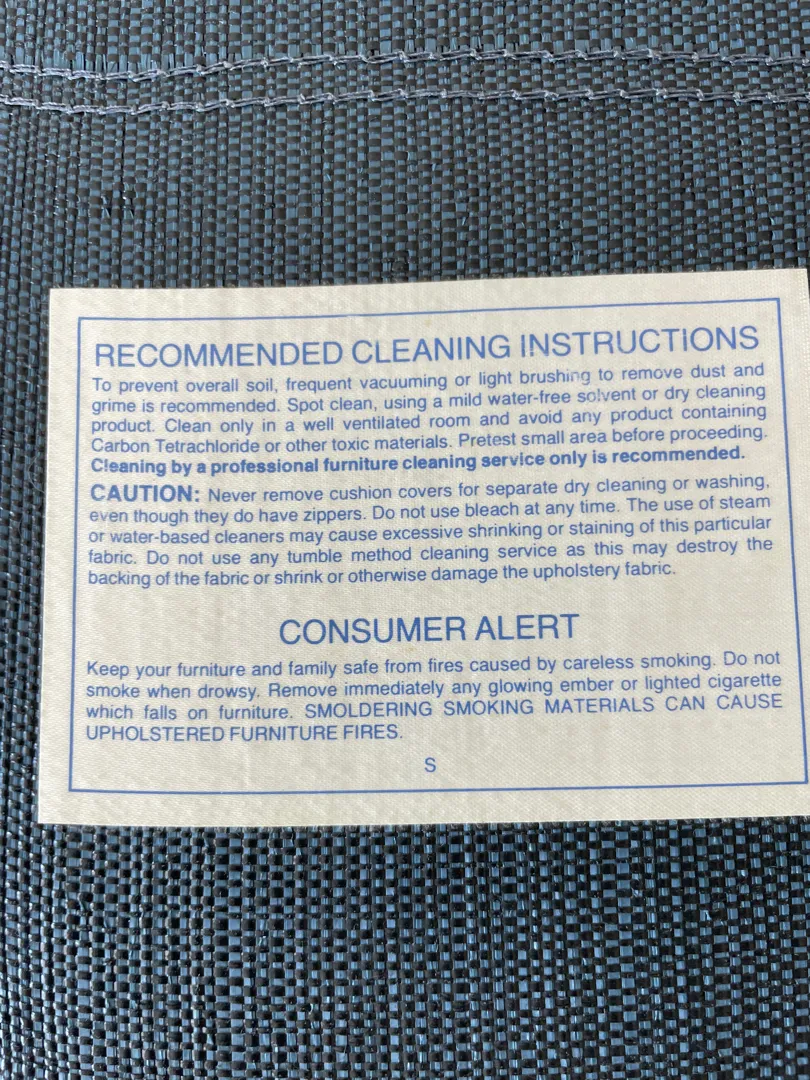 RECOMMENDED CLEANING INSTRUCTIONS
To prevent overall soil, frequent vacuuming or light brushing to remove dust and
grime is recommended. Spot clean, using a mild water-free solvent or dry cleaning
product. Clean only in a well ventilated room and avoid any product containing
Carbon Tetrachloride or other toxic materials. Pretest small area before proceeding.
Cleaning by a professional furniture cleaning service only is recommended.
CAUTION: Never remove cushion covers for separate dry cleaning or washing,
even though they do have zippers. Do not use bleach at any time. The use of steam
or water-based cleaners may cause excessive shrinking or staining of this particular
fabric. Do not use any tumble method cleaning service as this may destroy the
backing of the fabric or shrink or otherwise damage the upholstery fabric.
CONSUMER ALERT
Keep your furniture and family safe from fires caused by careless smoking. Do not
smoke when drowsy. Remove immediately any glowing ember or lighted cigarette
which falls on furniture. SMOLDERING SMOKING MATERIALS CAN CAUSE
UPHOLSTERED FURNITURE FIRES.
S